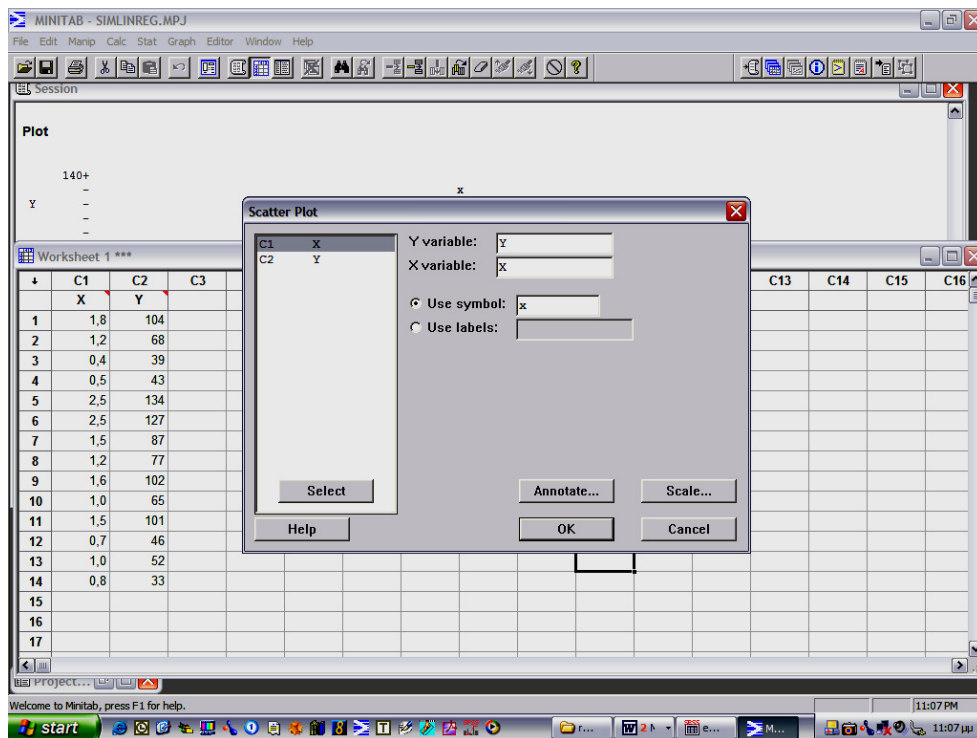 MINITAB - SIMLINREG.MPJ
File Edit Manip Calc Stat Graph Editor Window Help
Session
Plot
140+
-
x
Y -
-
-
Scatter Plot
C1 X
C2 Y
Y variable: Y
X variable: X
Use symbol: x
Use labels:
Select
Annotate...
Scale...
Help
OK
Cancel
Worksheet 1 ***
C1 C2 C3 C13 C14 C15 C16
X Y
1 1,8 104
2 1,2 68
3 0,4 39
4 0,5 43
5 2,5 134
6 2,5 127
7 1,5 87
8 1,2 77
9 1,6 102
10 1,0 65
11 1,5 101
12 0,7 46
13 1,0 52
14 0,8 33
15
16
17
Project...
Welcome to Minitab, press F1 for help.
11:07 PM
start
r...
2
e...
M...
11:07 μμ